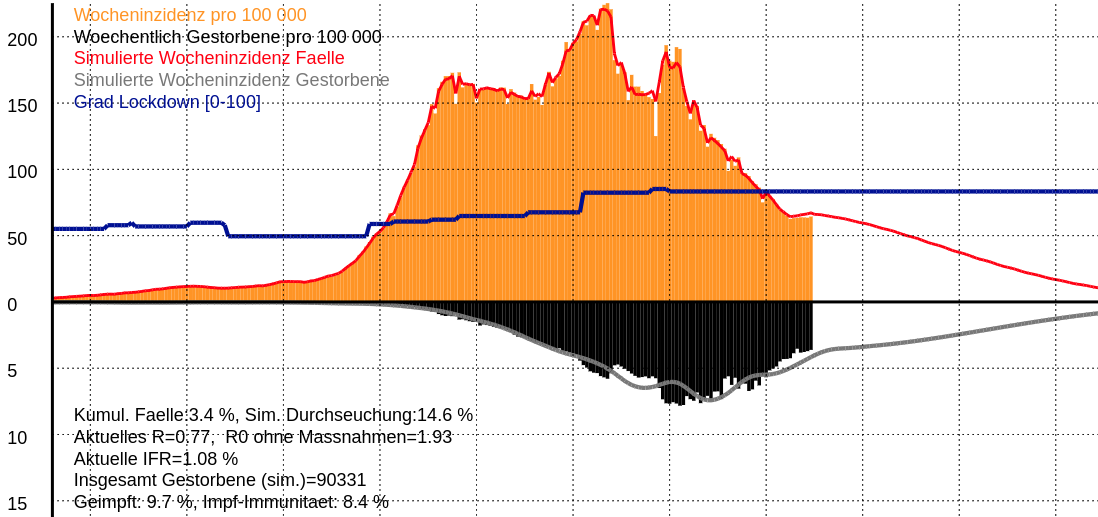 Wocheninzidenz pro 100 000
Woechentlich Gestorbene pro 100 000
Simulierte Wocheninzidenz Faelle
Simulierte Wocheninzidenz Gestorbene
Grad Lockdown [0-100]
200
150
100
50
0
5
10
15
Kumul. Faelle:3.4 %, Sim. Durchseuchung:14.6 %
Aktuelles R=0.77, R0 ohne Massnahmen=1.93
Aktuelle IFR=1.08 %
Insgesamt Gestorbene (sim.)=90331
Geimpft: 9.7 %, Impf-Immunitaet: 8.4 %